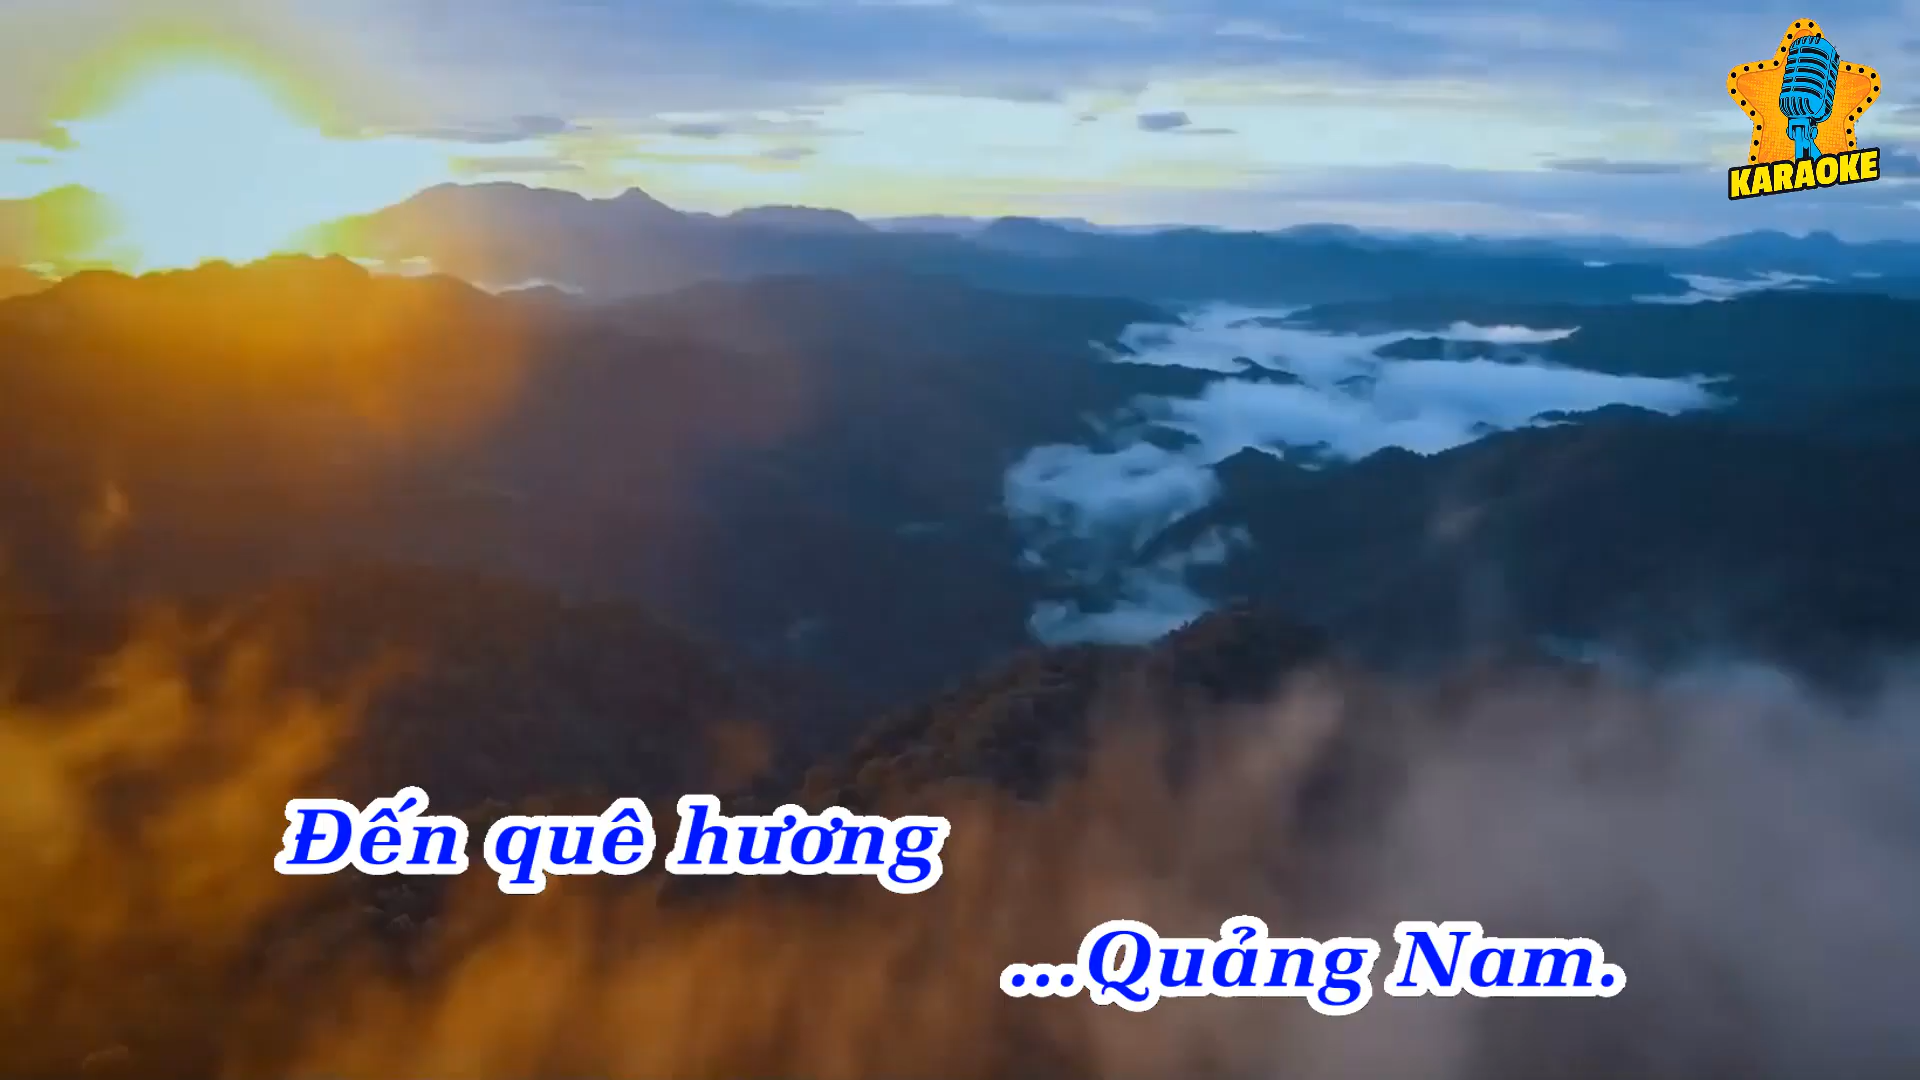 KARAOKE
Đến quê hương
...Quảng Nam.